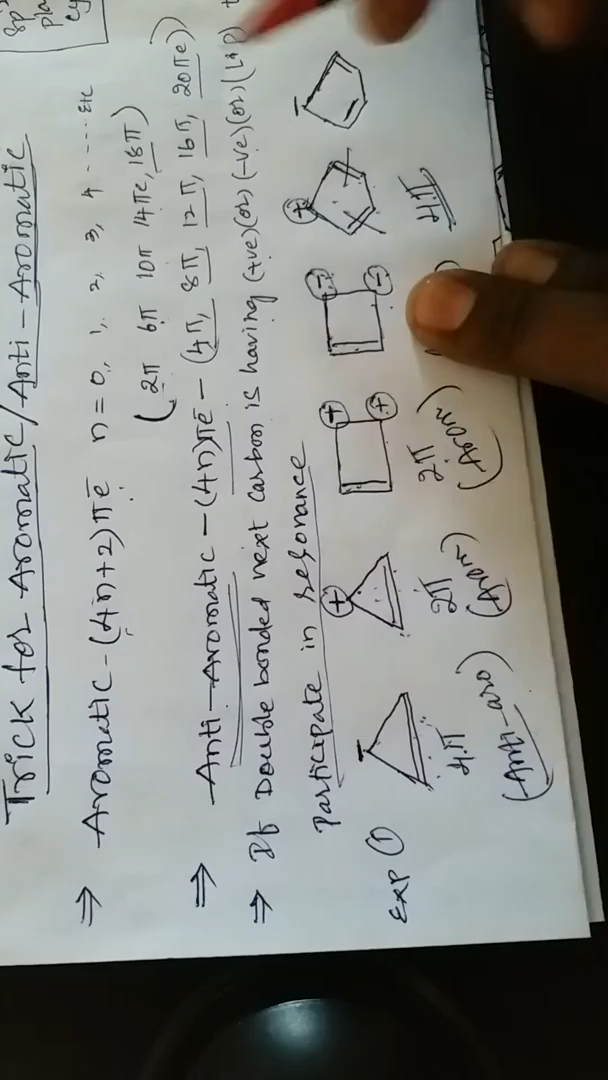 Trick for Aromatic/Anti-Aromatic
⇒ Aromatic-(4n+2)πē n=0, 1, 2, 3, 4 ----- Etc
(2π 6π 10π 14πe, 18π)
⇒ Anti-Aromatic-(4n)πē-(4π, 8π, 12π, 16π, 20πe))
⇒ If Double bonded next Carbon is having (+ve)(or)(-ve)(or)(L.P)
Participate in resonance
EXP ①
4π 2π 2π 4π
(Anti-aro) (Arom) (Arom)